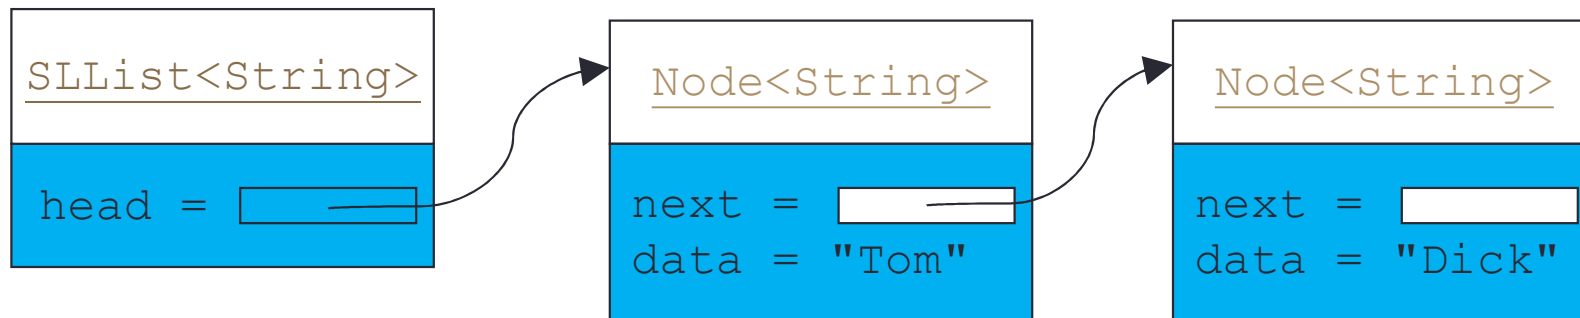 SLList<String>
head =
Node<String>
next =
data = "Tom"
Node<String>
next =
data = "Dick"